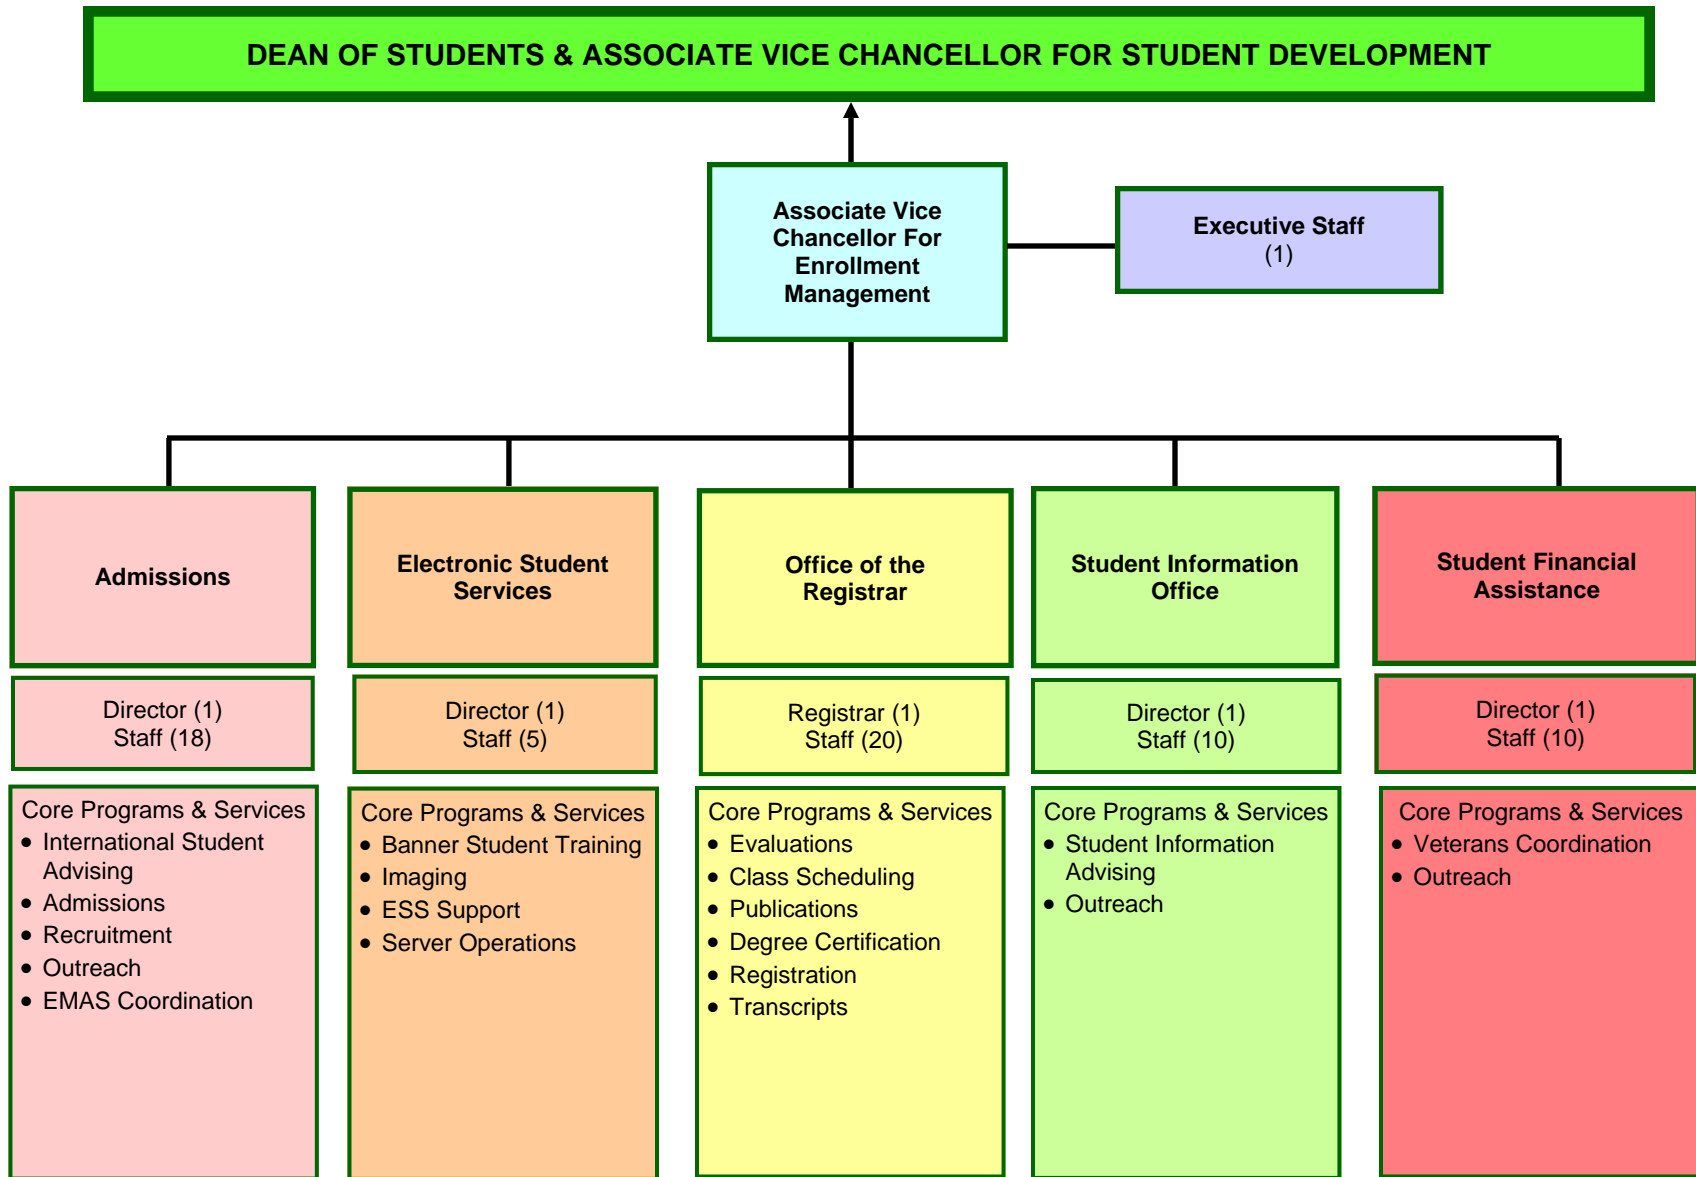 DEAN OF STUDENTS & ASSOCIATE VICE CHANCELLOR FOR STUDENT DEVELOPMENT
Associate Vice
Chancellor For
Enrollment
Management
Executive Staff
(1)
Admissions
Director (1)
Staff (18)
Core Programs & Services
• International Student
Advising
• Admissions
• Recruitment
• Outreach
• EMAS Coordination
Electronic Student
Services
Director (1)
Staff (5)
Core Programs & Services
• Banner Student Training
• Imaging
• ESS Support
• Server Operations
Office of the
Registrar
Registrar (1)
Staff (20)
Core Programs & Services
• Evaluations
• Class Scheduling
• Publications
• Degree Certification
• Registration
• Transcripts
Student Information
Office
Director (1)
Staff (10)
Core Programs & Services
• Student Information
Advising
• Outreach
Student Financial
Assistance
Director (1)
Staff (10)
Core Programs & Services
• Veterans Coordination
• Outreach